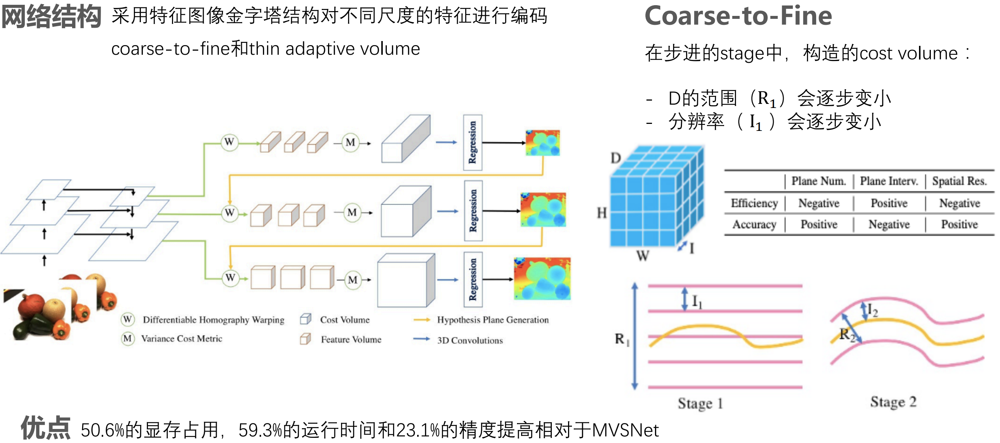 网络结构 采用特征图像金字塔结构对不同尺度的特征进行编码
coarse-to-fine和thin adaptive volume
W
M
Regression
W
M
Regression
W
M
Regression
W Differentiable Homography Warping
Cost Volume
Hypothesis Plane Generation
M Variance Cost Metric
Feature Volume
3D Convolutions
Coarse-to-Fine
在步进的stage中，构造的cost volume：
- D的范围（R₁）会逐步变小
- 分辨率（I₁）会逐步变小
D
H
W
I
Plane Num. Plane Interv. Spatial Res.
Efficiency Negative Positive Negative
Accuracy Positive Negative Positive
I₁
R₁
Stage 1
I₂
R₂
Stage 2
优点 50.6%的显存占用，59.3%的运行时间和23.1%的精度提高相对于MVSNet